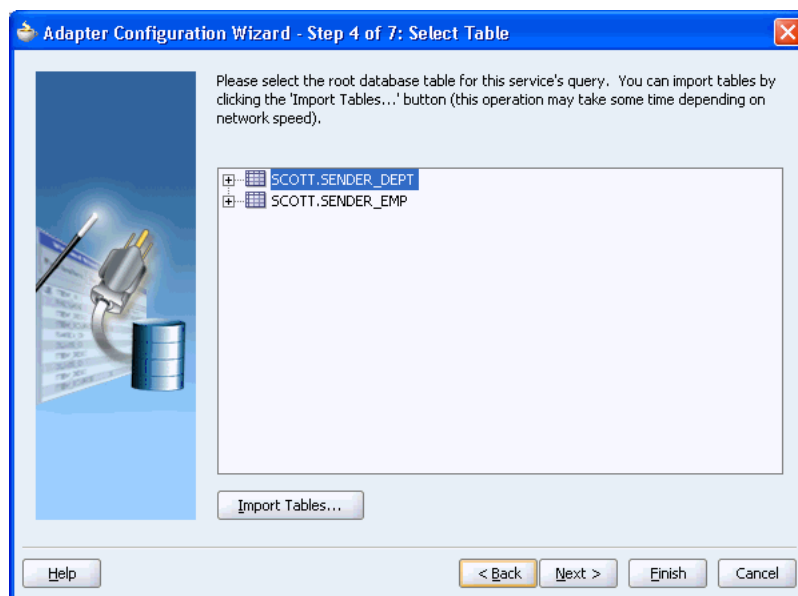 Adapter Configuration Wizard - Step 4 of 7: Select Table
Please select the root database table for this service's query. You can import tables by
clicking the 'Import Tables...' button (this operation may take some time depending on
network speed).
SCOTT.SENDER_DEPT
SCOTT.SENDER_EMP
Import Tables...
Help
< Back
Next >
Finish
Cancel